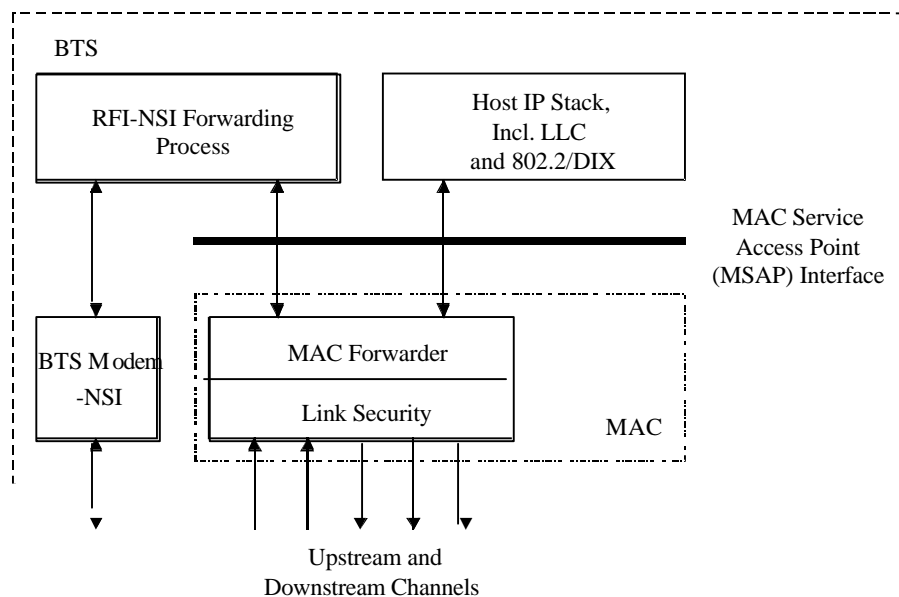 BTS
RFI-NSI Forwarding
Process
Host IP Stack,
Incl. LLC
and 802.2/DIX
MAC Service
Access Point
(MSAP) Interface
BTS Modem
-NSI
MAC Forwarder
Link Security
MAC
Upstream and
Downstream Channels